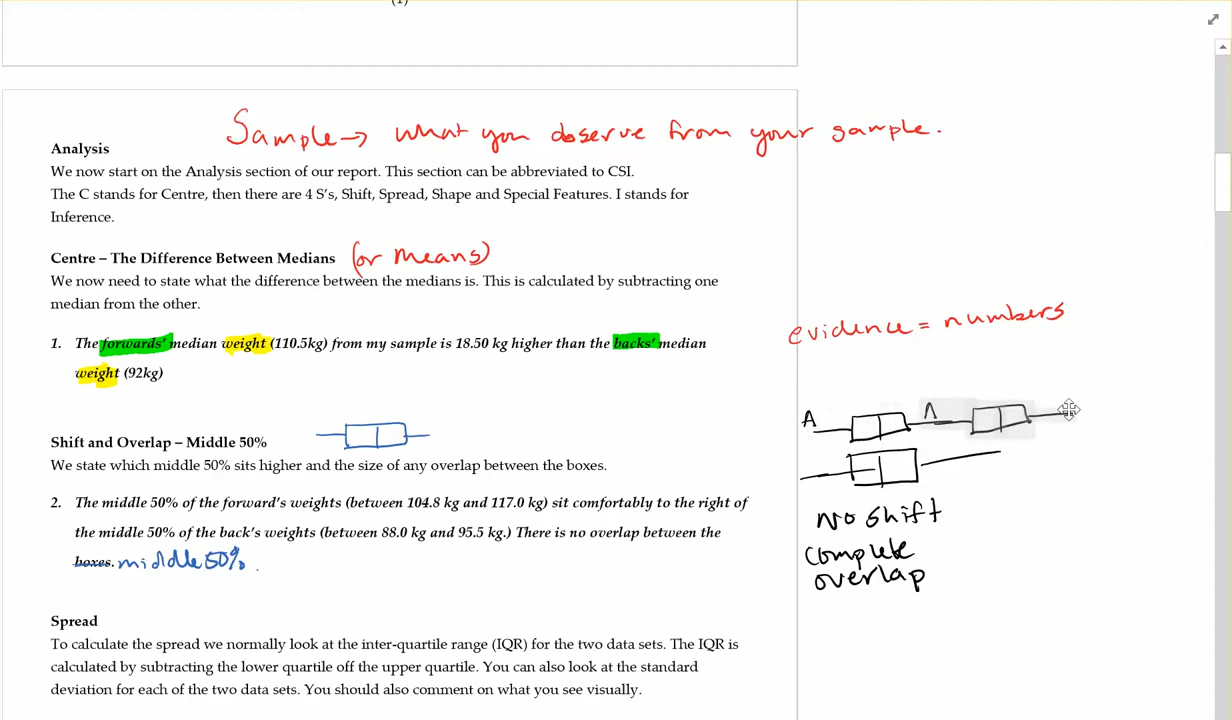 (1)
Sample → what you observe from your sample.
Analysis
We now start on the Analysis section of our report. This section can be abbreviated to CSI.
The C stands for Centre, then there are 4 S's, Shift, Spread, Shape and Special Features. I stands for
Inference.
Centre – The Difference Between Medians (or means)
We now need to state what the difference between the medians is. This is calculated by subtracting one
median from the other.
evidence = numbers
1. The forwards' median weight (110.5kg) from my sample is 18.50 kg higher than the backs' median
weight (92kg)
A A
Shift and Overlap – Middle 50%
We state which middle 50% sits higher and the size of any overlap between the boxes.
2. The middle 50% of the forward's weights (between 104.8 kg and 117.0 kg) sit comfortably to the right of
the middle 50% of the back's weights (between 88.0 kg and 95.5 kg.) There is no overlap between the
boxes. middle 50% .
No shift
complete
overlap
Spread
To calculate the spread we normally look at the inter-quartile range (IQR) for the two data sets. The IQR is
calculated by subtracting the lower quartile off the upper quartile. You can also look at the standard
deviation for each of the two data sets. You should also comment on what you see visually.